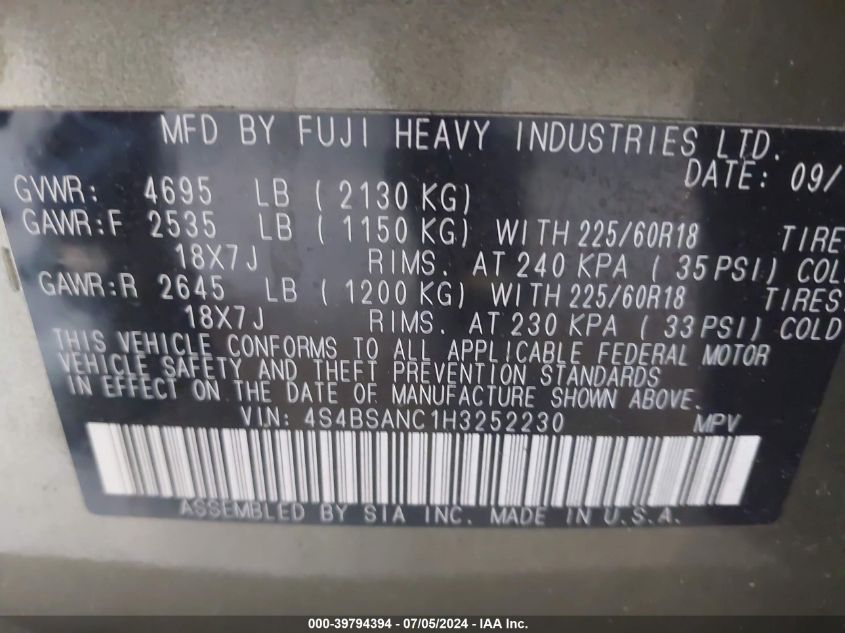 MFD BY FUJI HEAVY INDUSTRIES LTD.
DATE: 09/
GVWR: 4695 LB ( 2130 KG)
GAWR:F 2535 LB ( 1150 KG) WITH 225/60R18 TIRE
18X7J RIMS. AT 240 KPA ( 35 PSI) COL
GAWR:R 2645 LB ( 1200 KG) WITH 225/60R18 TIRES
18X7J RIMS. AT 230 KPA ( 33 PSI) COLD
THIS VEHICLE CONFORMS TO ALL APPLICABLE FEDERAL MOTOR
VEHICLE SAFETY AND THEFT PREVENTION STANDARDS
IN EFFECT ON THE DATE OF MANUFACTURE SHOWN ABOVE.
VIN: 4S4BSANC1H3252230 MPV
ASSEMBLED BY SIA INC. MADE IN U.S.A.
000-39794394 - 07/05/2024 - IAA Inc.